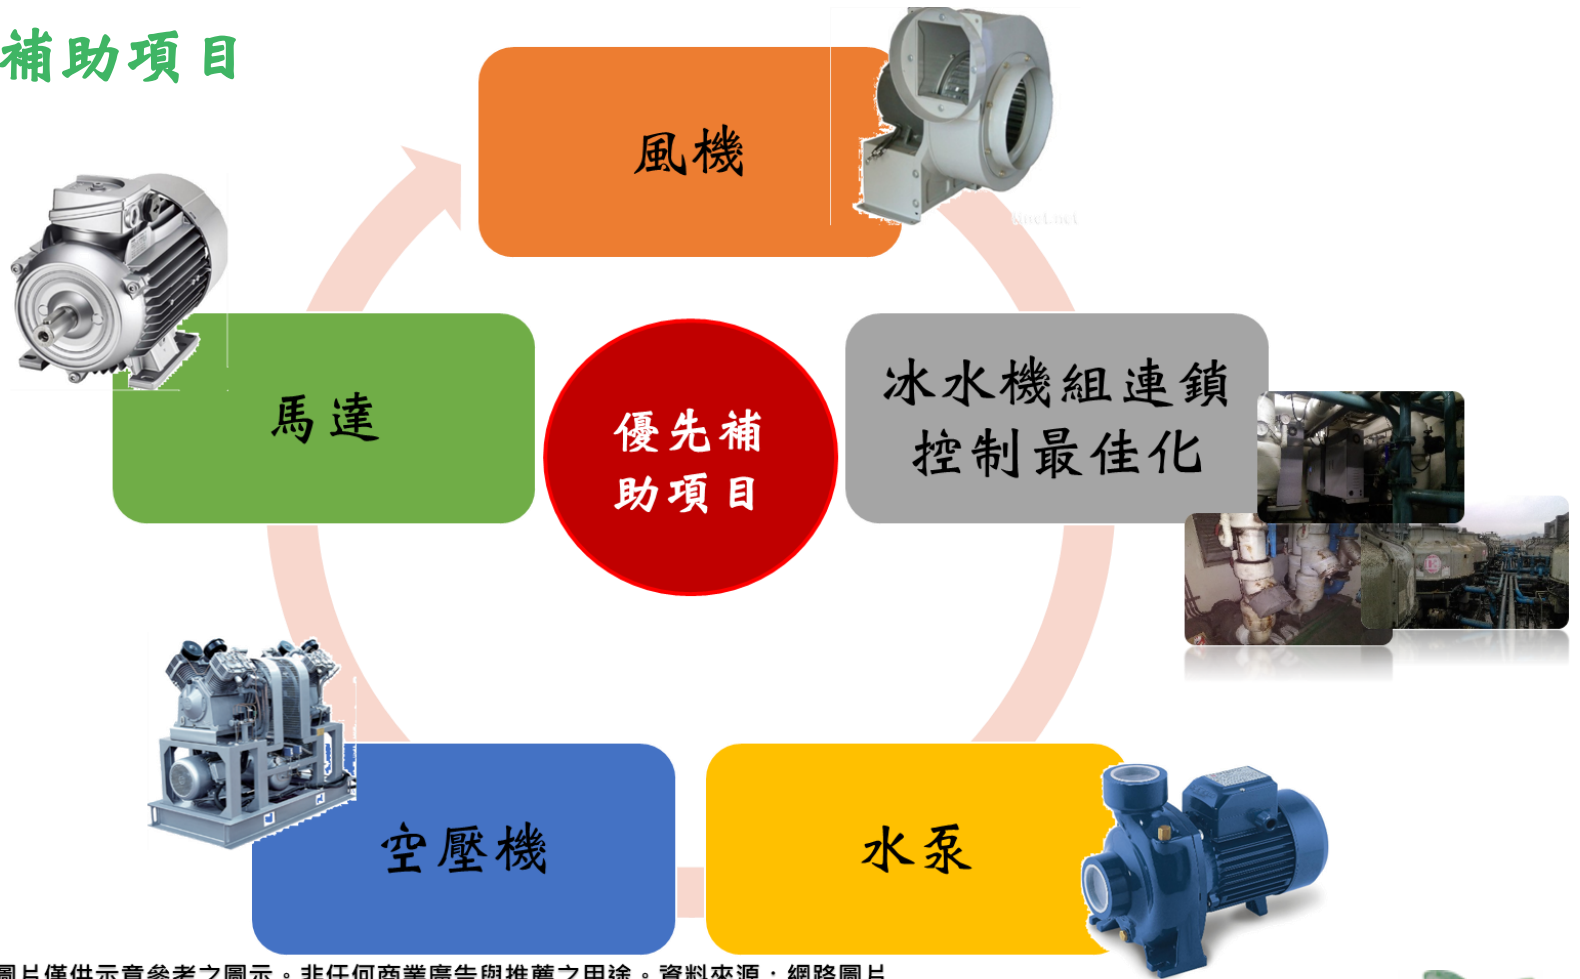 補助項目
風機
冰水機組連鎖
控制最佳化
馬達
優先補
助項目
空壓機
水泵
圖片僅供示意參考之圖示。非任何商業廣告與推薦之用途。資料來源：網路圖片